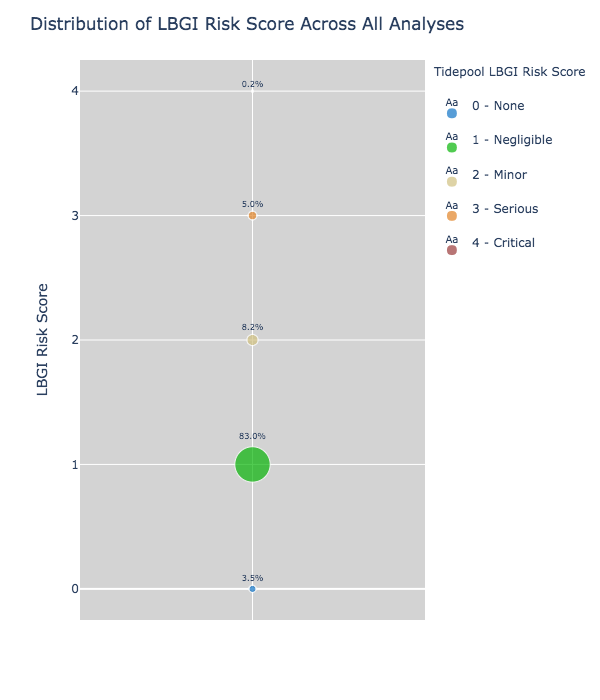 Distribution of LBGI Risk Score Across All Analyses
Tidepool LBGI Risk Score
Aa 0 - None
Aa 1 - Negligible
Aa 2 - Minor
Aa 3 - Serious
Aa 4 - Critical
LBGI Risk Score
4
0.2%
3
5.0%
2
8.2%
1
83.0%
0
3.5%